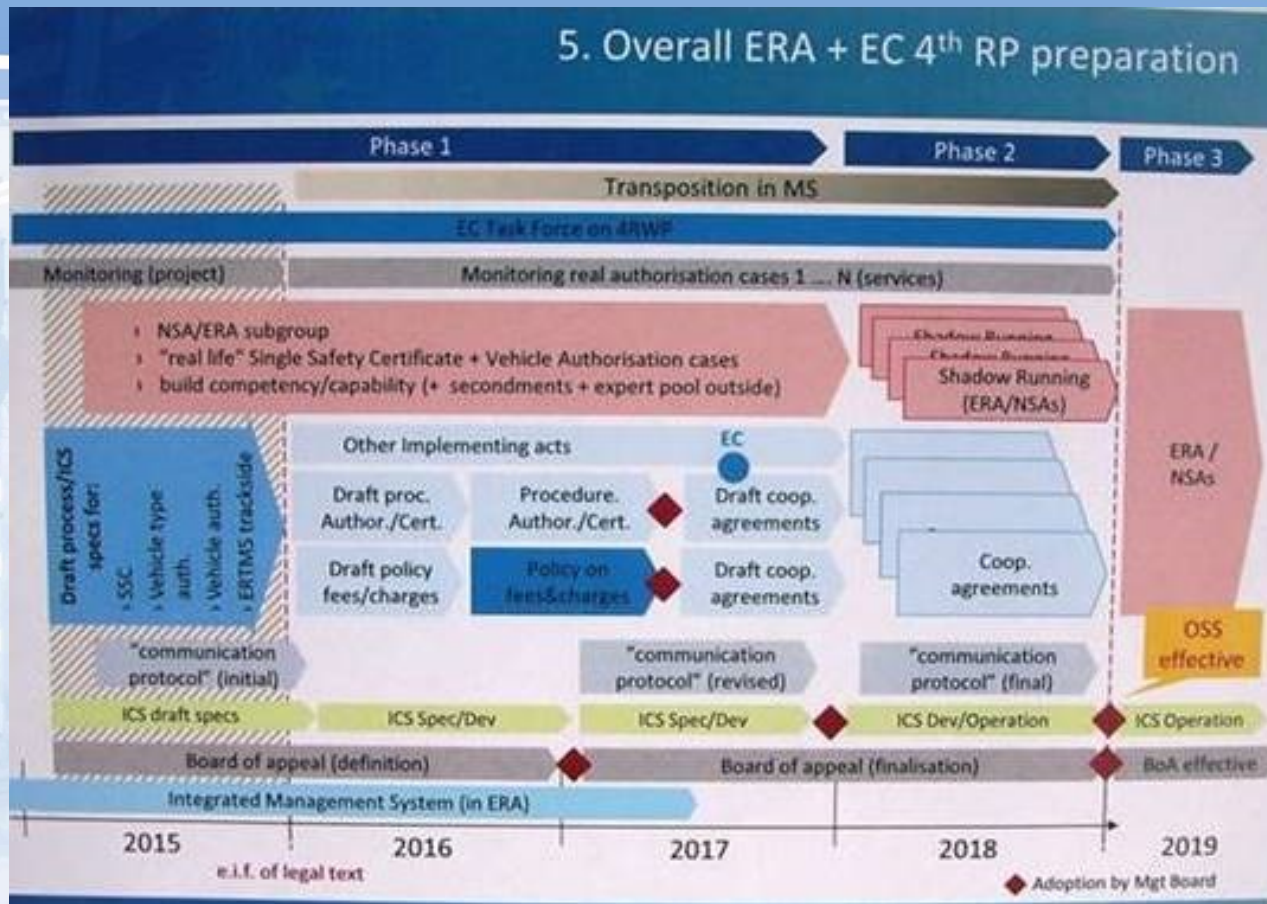 5. Overall ERA + EC 4th RP preparation
Phase 1
Phase 2
Phase 3
Transposition in MS
EC Task Force on 4RWP
Monitoring (project)
Monitoring real authorisation cases 1 .... N (services)
› NSA/ERA subgroup
› "real life" Single Safety Certificate + Vehicle Authorisation cases
› build competency/capability (+ secondments + expert pool outside)
Shadow Running
Shadow Running
Shadow Running
(ERA/NSAs)
ERA /
NSAs
Draft process/ICS
specs for:
› SSC
› Vehicle type
auth.
› Vehicle auth.
› ERTMS trackside
Other Implementing acts
EC
Draft proc.
Author./Cert.
Procedure.
Author./Cert.
Draft coop.
agreements
Draft policy
fees/charges
Policy on
fees&charges
Draft coop.
agreements
Coop.
agreements
OSS
effective
"communication
protocol" (initial)
"communication
protocol" (revised)
"communication
protocol" (final)
ICS draft specs
ICS Spec/Dev
ICS Spec/Dev
ICS Dev/Operation
ICS Operation
Board of appeal (definition)
Board of appeal (finalisation)
BoA effective
Integrated Management System (in ERA)
2015
2016
2017
2018
2019
e.i.f. of legal text
Adoption by Mgt Board